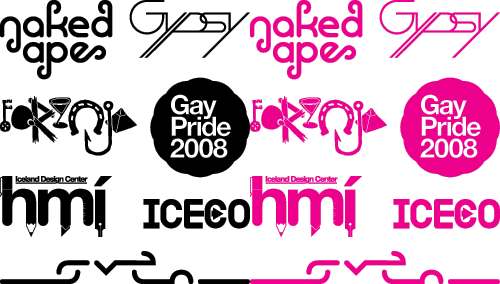 naked apes
Gypsy
naked apes
Gypsy
Gay
Pride
2008
Gay
Pride
2008
Iceland Design Center
hmí
ICECO
Iceland Design Center
hmí
ICECO